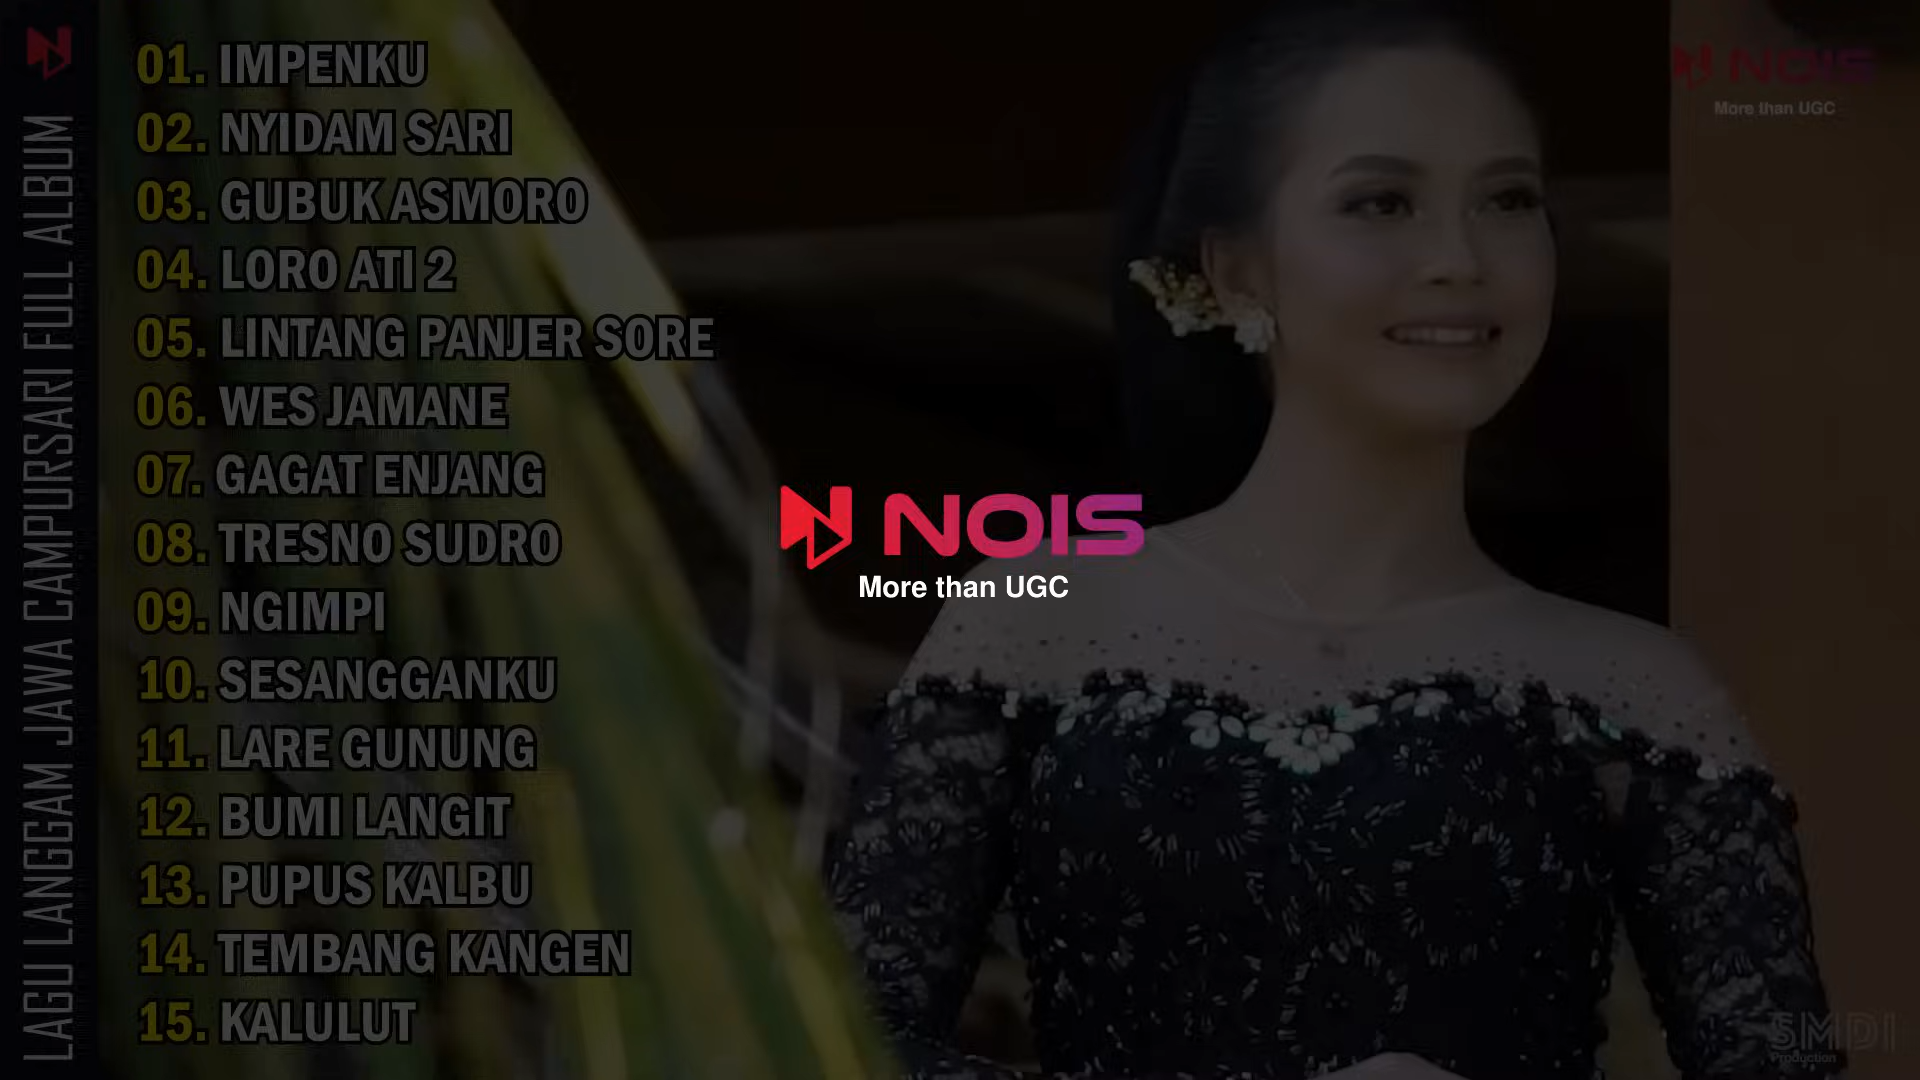 LAGU LANGGAM JAWA CAMPURSARI FULL ALBUM
01. IMPENKU
02. NYIDAM SARI
03. GUBUK ASMORO
04. LORO ATI 2
05. LINTANG PANJER SORE
06. WES JAMANE
07. GAGAT ENJANG
08. TRESNO SUDRO
09. NGIMPI
10. SESANGGANKU
11. LARE GUNUNG
12. BUMI LANGIT
13. PUPUS KALBU
14. TEMBANG KANGEN
15. KALULUT
NOIS
More than UGC
NOIS
More than UGC
SMDI
Production